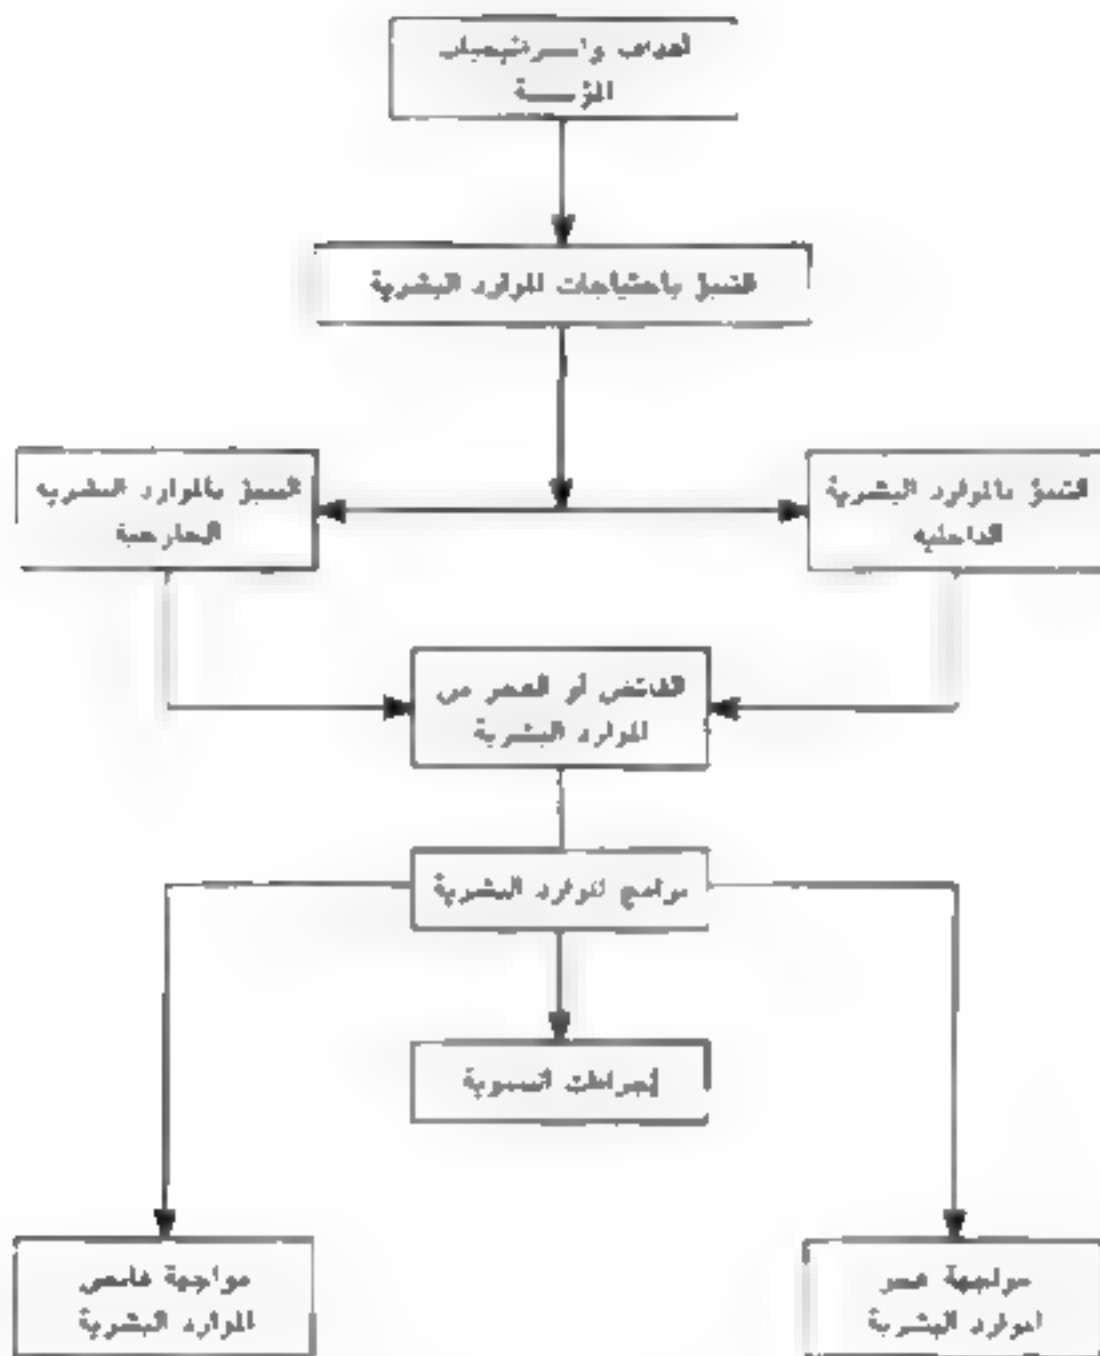 أهداف واستراتيجيات
المؤسسة
التنبؤ باحتياجات الموارد البشرية
التنبؤ بالموارد البشرية
الداخلية
التنبؤ بالموارد البشرية
الخارجية
الفائض أو العجز من
الموارد البشرية
برامج الموارد البشرية
إجراءات التسوية
مواجهة عجز
الموارد البشرية
مواجهة فائض
الموارد البشرية